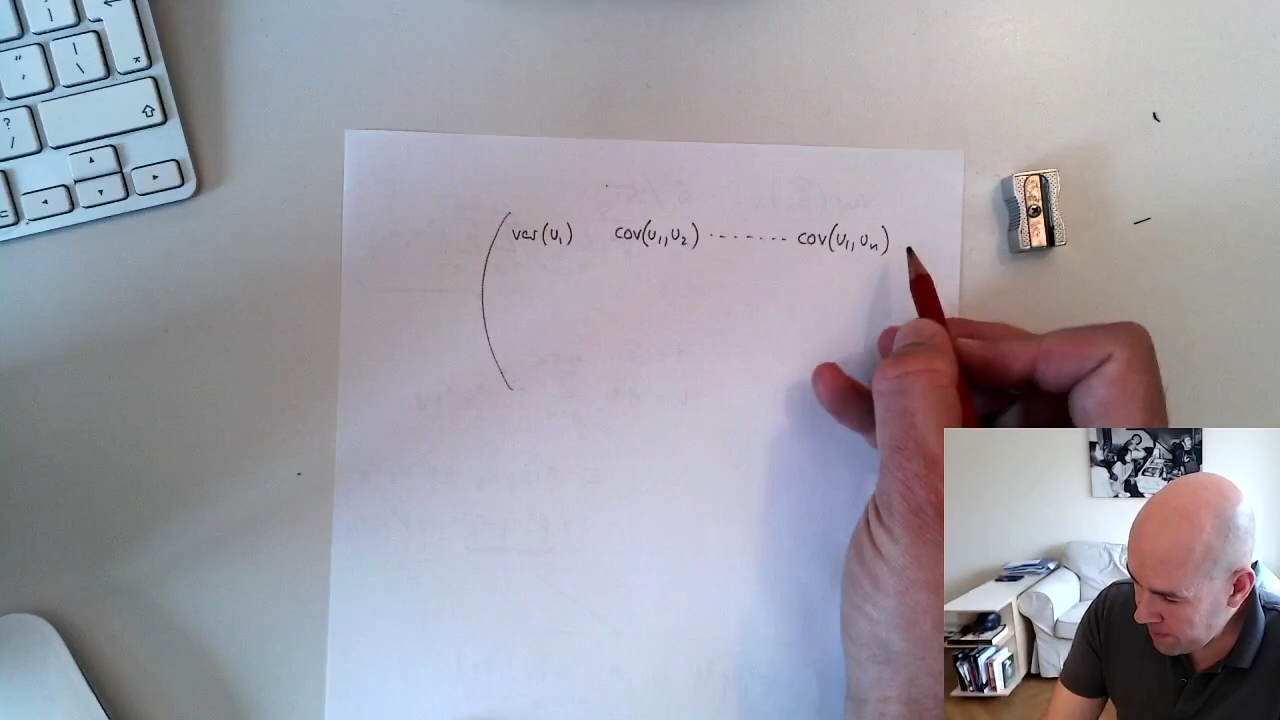 var(U₁) cov(U₁,U₂) ........ cov(U₁,Uₙ)